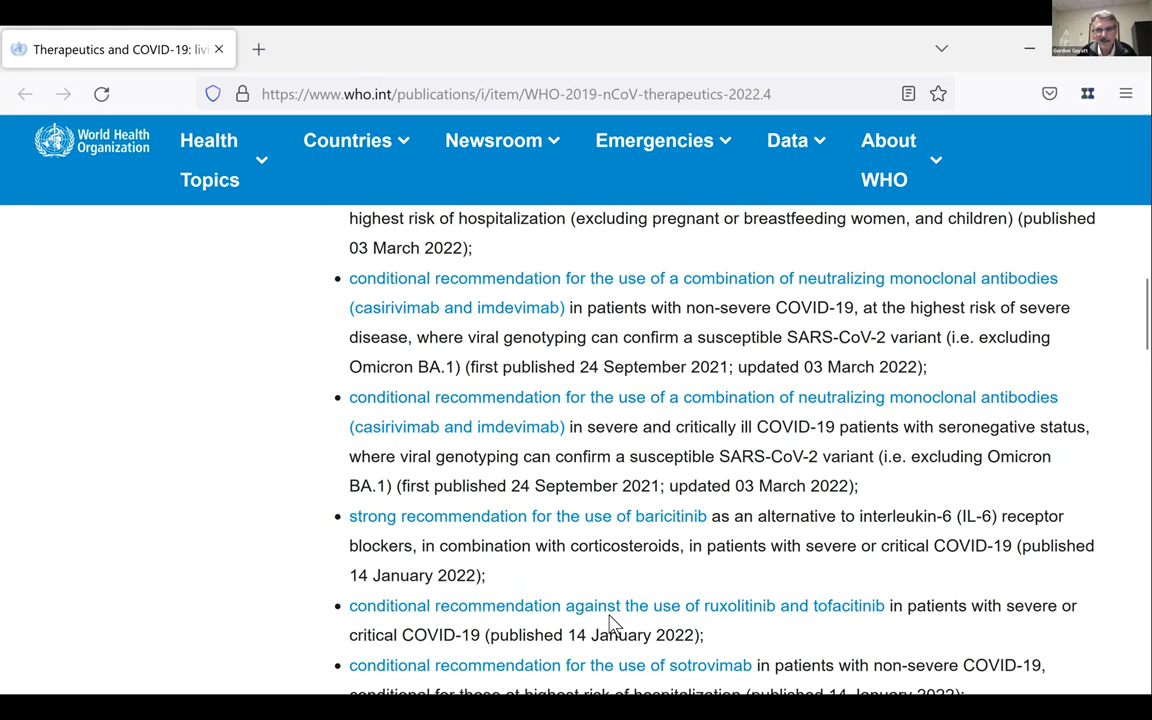 Therapeutics and COVID-19: livi
Gordon Guyatt
https://www.who.int/publications/i/item/WHO-2019-nCoV-therapeutics-2022.4
World Health
Organization
Health
Topics
Countries
Newsroom
Emergencies
Data
About
WHO
highest risk of hospitalization (excluding pregnant or breastfeeding women, and children) (published
03 March 2022);
• conditional recommendation for the use of a combination of neutralizing monoclonal antibodies
(casirivimab and imdevimab) in patients with non-severe COVID-19, at the highest risk of severe
disease, where viral genotyping can confirm a susceptible SARS-CoV-2 variant (i.e. excluding
Omicron BA.1) (first published 24 September 2021; updated 03 March 2022);
• conditional recommendation for the use of a combination of neutralizing monoclonal antibodies
(casirivimab and imdevimab) in severe and critically ill COVID-19 patients with seronegative status,
where viral genotyping can confirm a susceptible SARS-CoV-2 variant (i.e. excluding Omicron
BA.1) (first published 24 September 2021; updated 03 March 2022);
• strong recommendation for the use of baricitinib as an alternative to interleukin-6 (IL-6) receptor
blockers, in combination with corticosteroids, in patients with severe or critical COVID-19 (published
14 January 2022);
• conditional recommendation against the use of ruxolitinib and tofacitinib in patients with severe or
critical COVID-19 (published 14 January 2022);
• conditional recommendation for the use of sotrovimab in patients with non-severe COVID-19,
conditional for those at highest risk of hospitalization (published 14 January 2022);